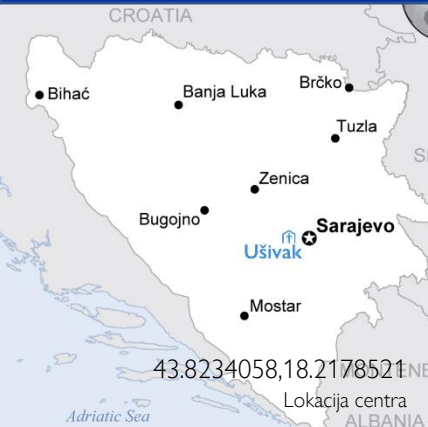 CROATIA
Brčko
Bihać
Banja Luka
Tuzla
S
Zenica
Bugojno
Sarajevo
Ušivak
Mostar
43.8234058,18.2178521
Lokacija centra
Adriatic Sea
ALBANIA